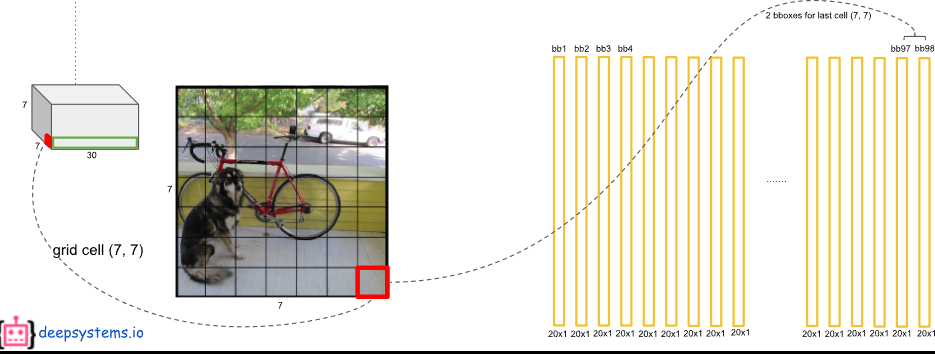 2 bboxes for last cell (7, 7)
bb1 bb2 bb3 bb4 bb97 bb98
7
7
30
7
grid cell (7, 7)
7
.......
20x1 20x1 20x1 20x1 20x1 20x1 20x1 20x1 20x1 20x1 20x1 20x1 20x1 20x1
{ } deepsystems.io